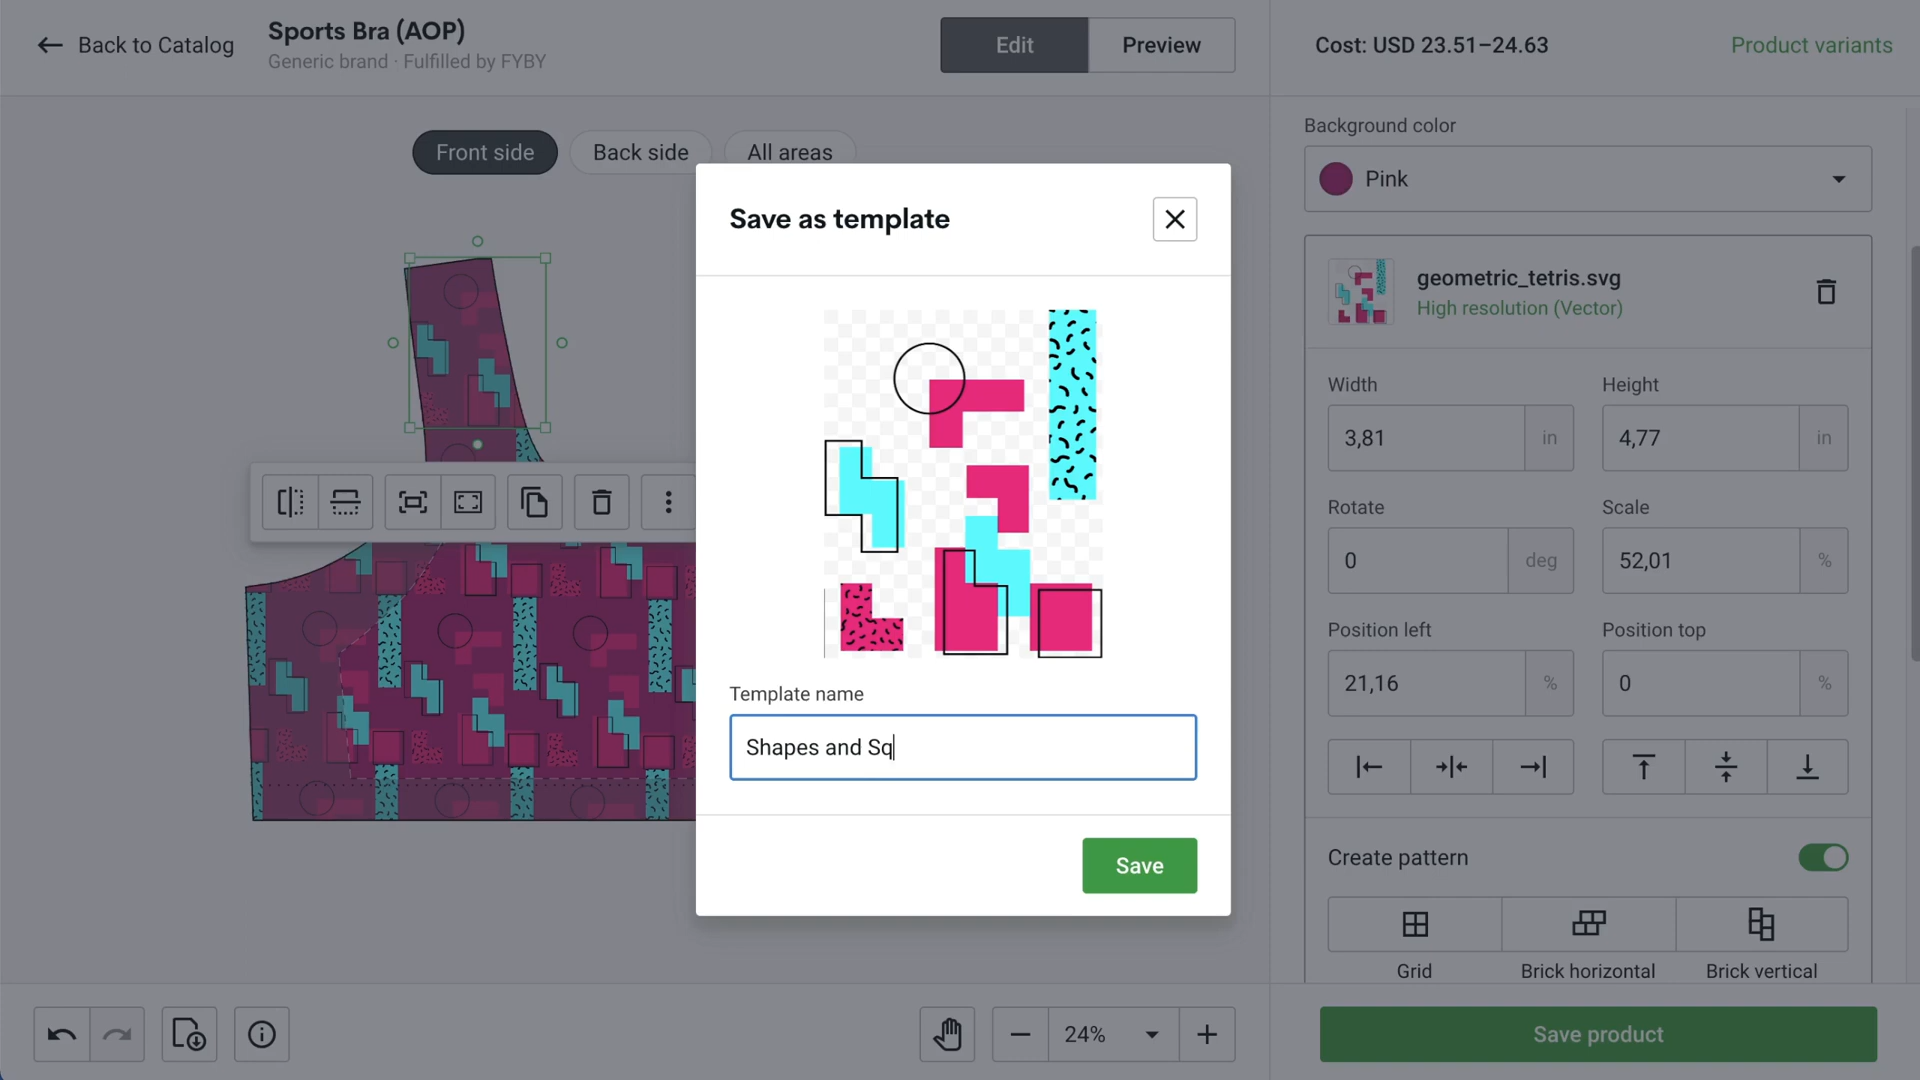 Back to Catalog
Sports Bra (AOP)
Generic brand · Fulfilled by FYBY
Edit
Preview
Cost: USD 23.51–24.63
Product variants
Front side
Back side
All areas
Save as template
Template name
Shapes and Sq
Save
Background color
Pink
geometric_tetris.svg
High resolution (Vector)
Width
Height
3,81
in
4,77
in
Rotate
Scale
0
deg
52,01
%
Position left
Position top
21,16
%
0
%
Create pattern
Grid
Brick horizontal
Brick vertical
24%
Save product